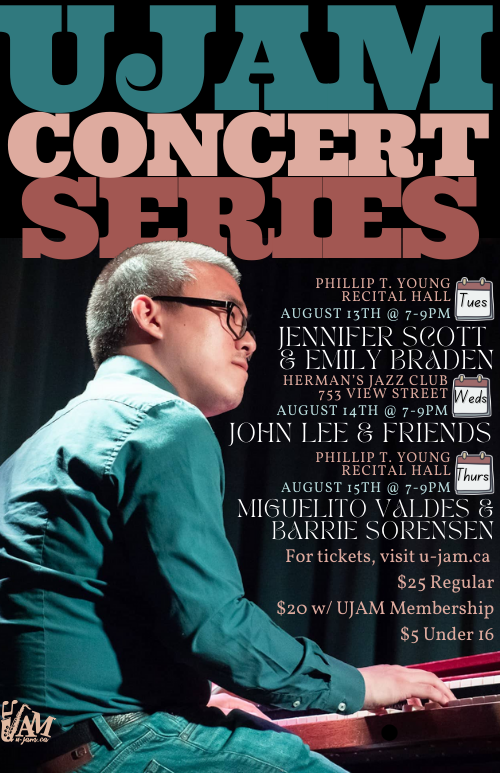 UJAM
CONCERT
SERIES
PHILLIP T. YOUNG
RECITAL HALL
AUGUST 13TH @ 7-9PM
Tues
JENNIFER SCOTT
& EMILY BRADEN
HERMAN'S JAZZ CLUB
753 VIEW STREET
AUGUST 14TH @ 7-9PM
Weds
JOHN LEE & FRIENDS
PHILLIP T. YOUNG
RECITAL HALL
AUGUST 15TH @ 7-9PM
Thurs
MIGUELITO VALDES &
BARRIE SORENSEN
For tickets, visit u-jam.ca
$25 Regular
$20 w/ UJAM Membership
$5 Under 16
UJAM
u-jam.ca